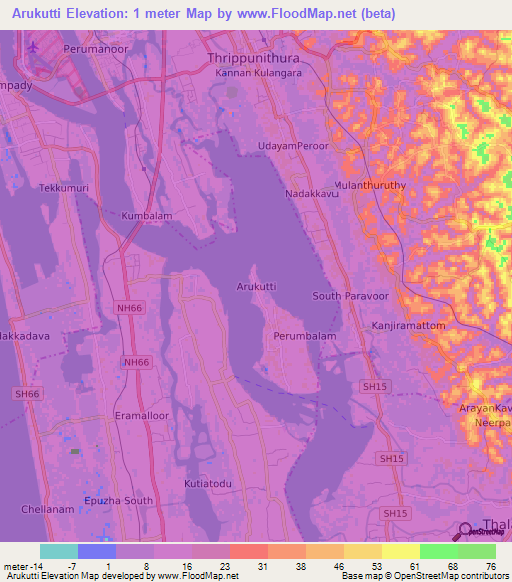 Arukutti Elevation: 1 meter Map by www.FloodMap.net (beta)
Perumanoor
Thrippunithura
Kannan Kulangara
mpady
UdayamPeroor
Tekkumuri
Nadakkavu
Mulanthuruthy
Kumbalam
Arukutti
South Paravoor
NH66
Kanjiramattom
akkadava
Perumbalam
NH66
SH15
SH66
ArayanKav
Eramalloor
Neerpa
SH15
Kutiatodu
Epuzha South
Chellanam
SH15
Thala
OpenStreetMap
meter -14 -7 1 9 16 23 31 38 46 53 61 68 76
Arukutti Elevation Map developed by www.FloodMap.net
Base map © OpenStreetMap contributors